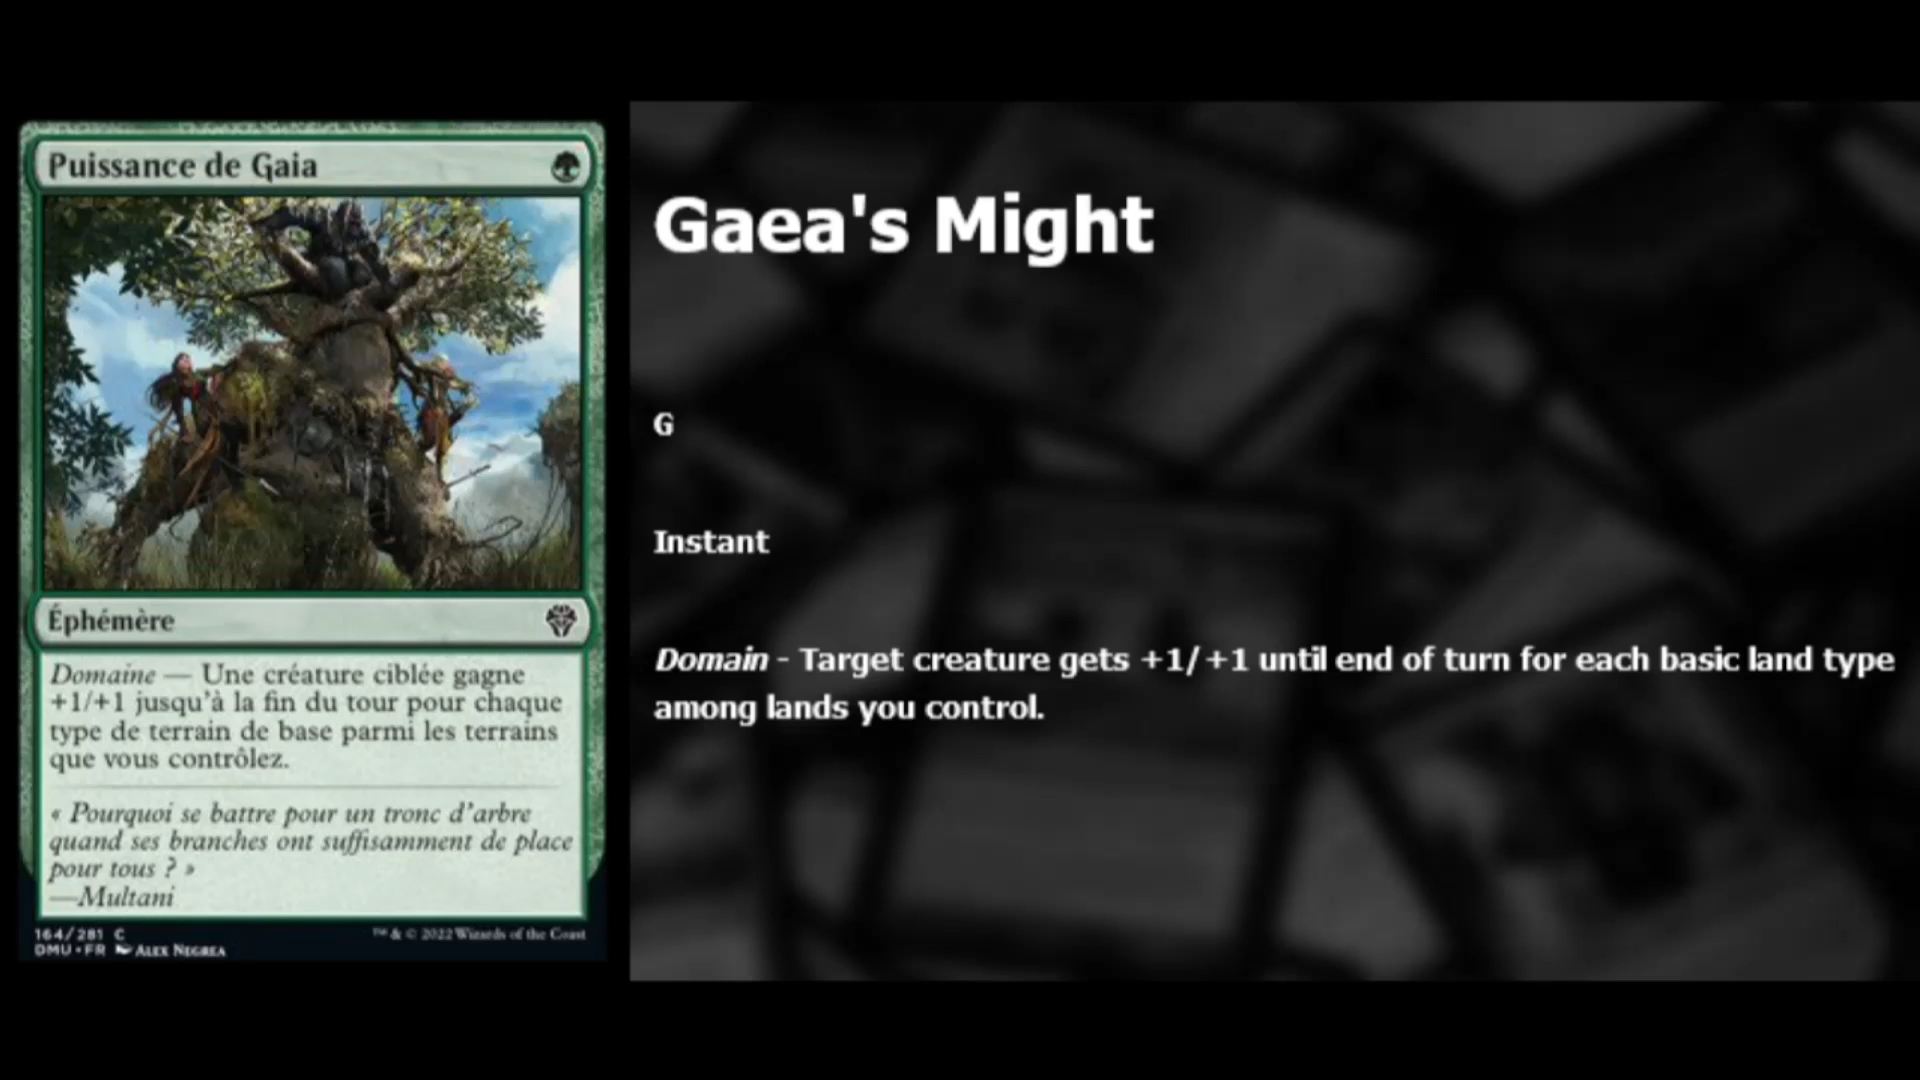 Puissance de Gaia
Éphémère
Domaine — Une créature ciblée gagne
+1/+1 jusqu'à la fin du tour pour chaque
type de terrain de base parmi les terrains
que vous contrôlez.
« Pourquoi se battre pour un tronc d'arbre
quand ses branches ont suffisamment de place
pour tous ? »
—Multani
164/281 C
DMU • FR ALEX NEGREA
™ & © 2022 Wizards of the Coast
Gaea's Might
G
Instant
Domain - Target creature gets +1/+1 until end of turn for each basic land type
among lands you control.